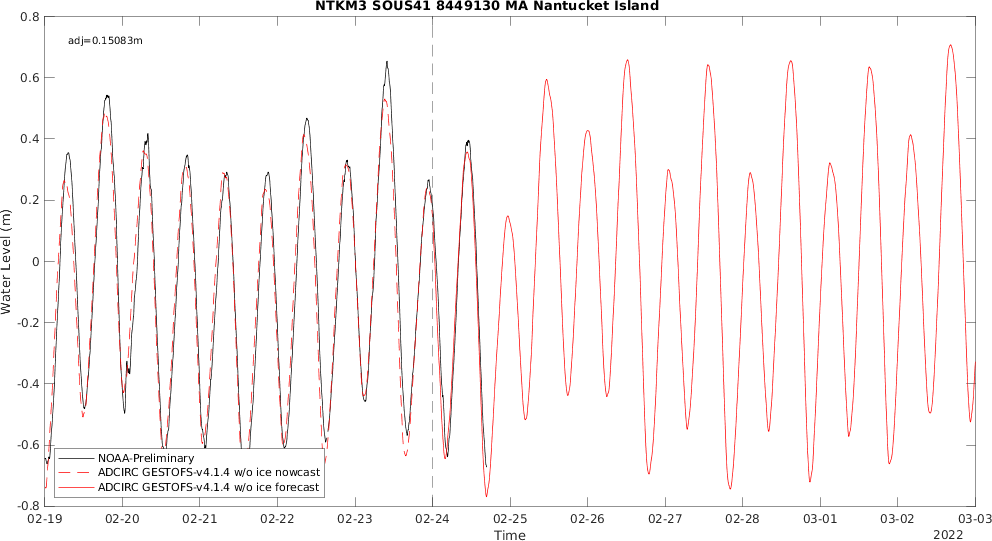 NTKM3 SOUS41 8449130 MA Nantucket Island
adj=0.15083m
0.8
0.6
0.4
0.2
0
-0.2
-0.4
-0.6
-0.8
Water Level (m)
NOAA-Preliminary
ADCIRC GESTOFS-v4.1.4 w/o ice nowcast
ADCIRC GESTOFS-v4.1.4 w/o ice forecast
02-19 02-20 02-21 02-22 02-23 02-24 02-25 02-26 02-27 02-28 03-01 03-02 03-03
Time
2022